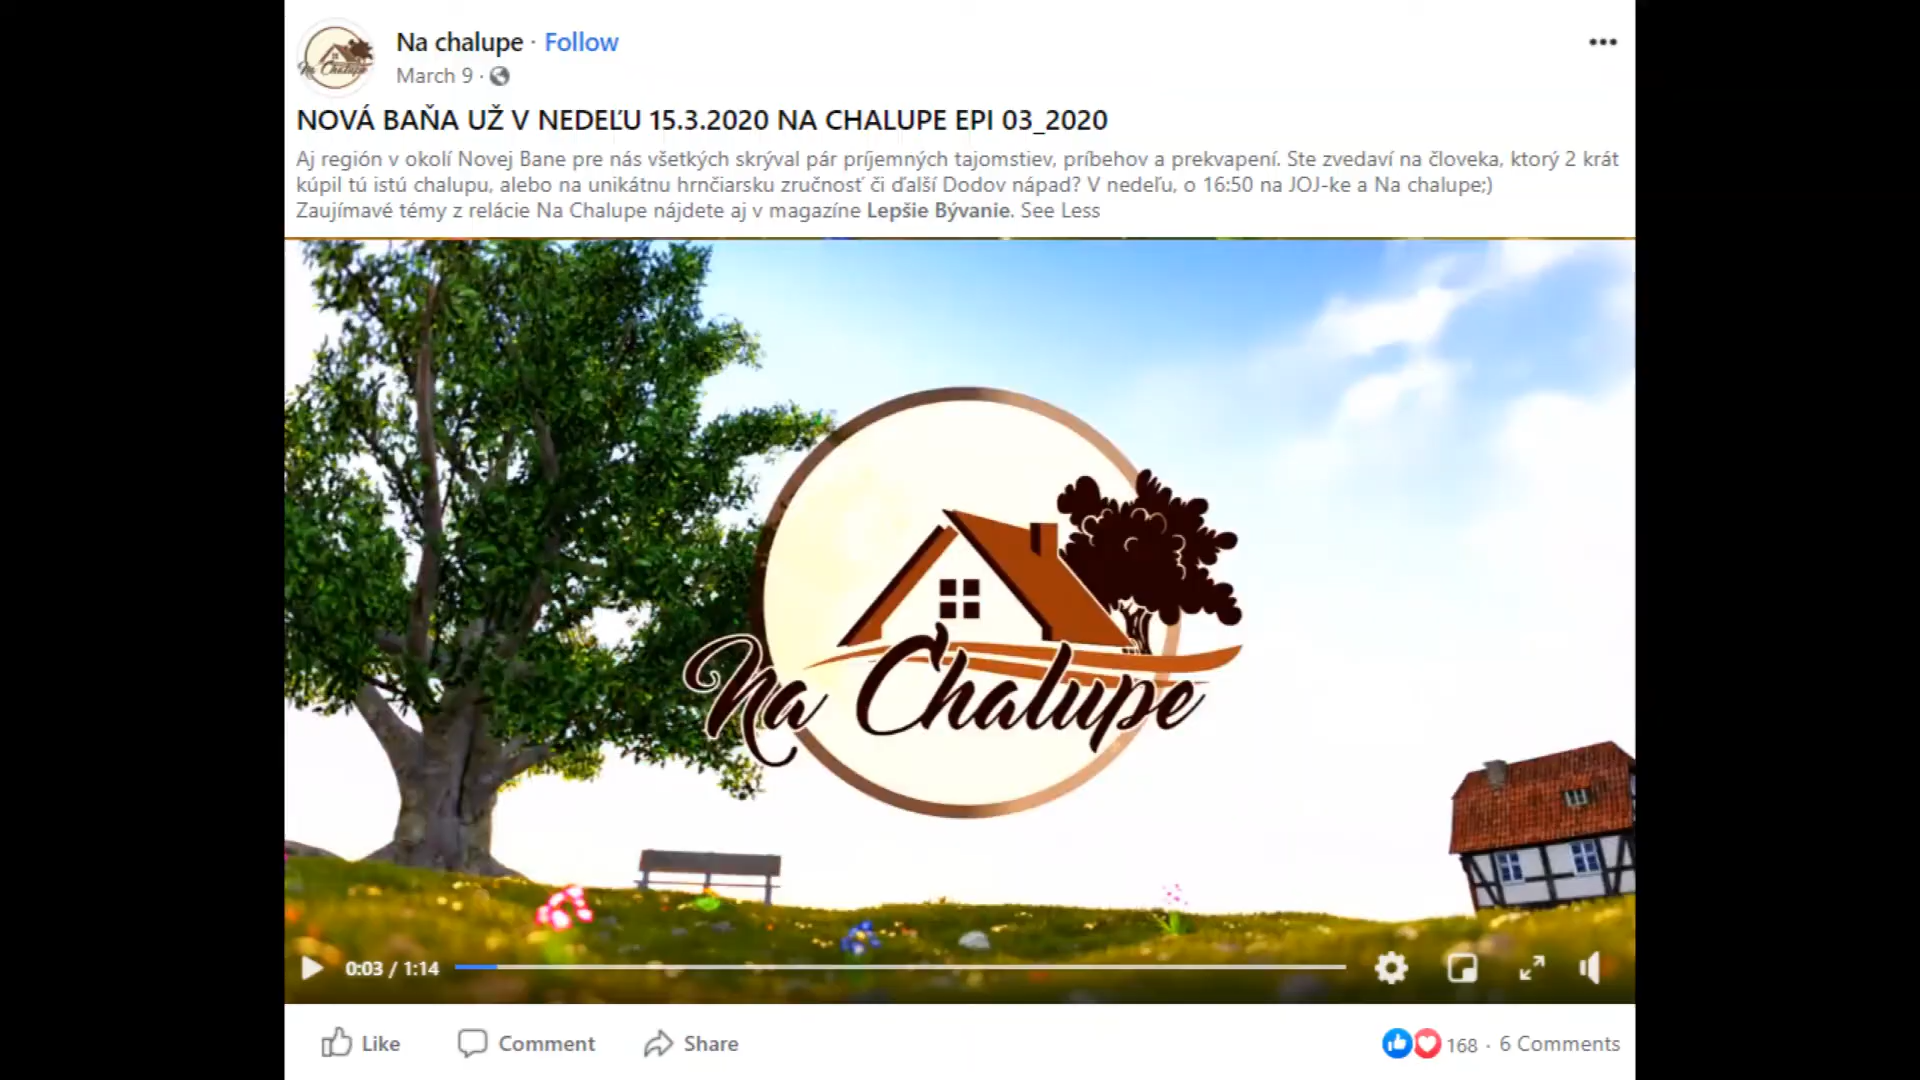 Na chalupe · Follow
March 9 ·
NOVÁ BAŇA UŽ V NEDEĽU 15.3.2020 NA CHALUPE EPI 03_2020
Aj región v okolí Novej Bane pre nás všetkých skrýval pár príjemných tajomstiev, príbehov a prekvapení. Ste zvedaví na človeka, ktorý 2 krát
kúpil tú istú chalupu, alebo na unikátnu hrnčiarsku zručnosť či ďalší Dodov nápad? V nedeľu, o 16:50 na JOJ-ke a Na chalupe;)
Zaujímavé témy z relácie Na Chalupe nájdete aj v magazíne Lepšie Bývanie. See Less
Na Chalupe
0:03 / 1:14
Like
Comment
Share
168 · 6 Comments